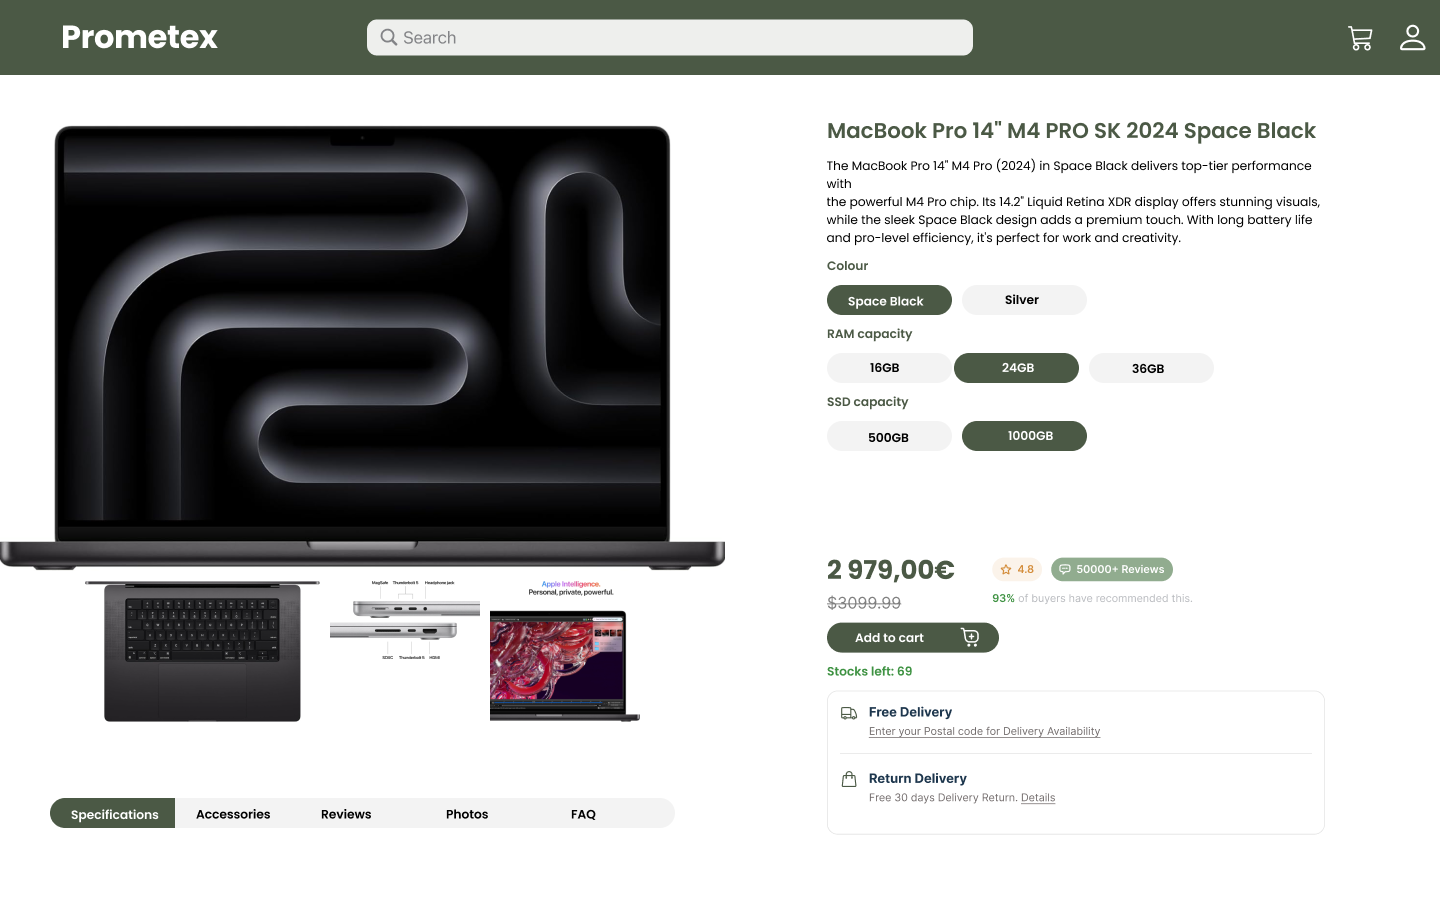 Prometex
Search
MacBook Pro 14" M4 PRO SK 2024 Space Black
The MacBook Pro 14" M4 Pro (2024) in Space Black delivers top-tier performance
with
the powerful M4 Pro chip. Its 14.2" Liquid Retina XDR display offers stunning visuals,
while the sleek Space Black design adds a premium touch. With long battery life
and pro-level efficiency, it's perfect for work and creativity.
Colour
Space Black
Silver
RAM capacity
16GB
24GB
36GB
SSD capacity
500GB
1000GB
2 979,00€
4.8
50000+ Reviews
93% of buyers have recommended this.
$3099.99
Add to cart
Stocks left: 69
Free Delivery
Enter your Postal code for Delivery Availability
Return Delivery
Free 30 days Delivery Return. Details
MagSafe
Thunderbolt 5
Headphone jack
SDXC
Thunderbolt 5
HDMI
Apple Intelligence.
Personal, private, powerful.
Specifications
Accessories
Reviews
Photos
FAQ